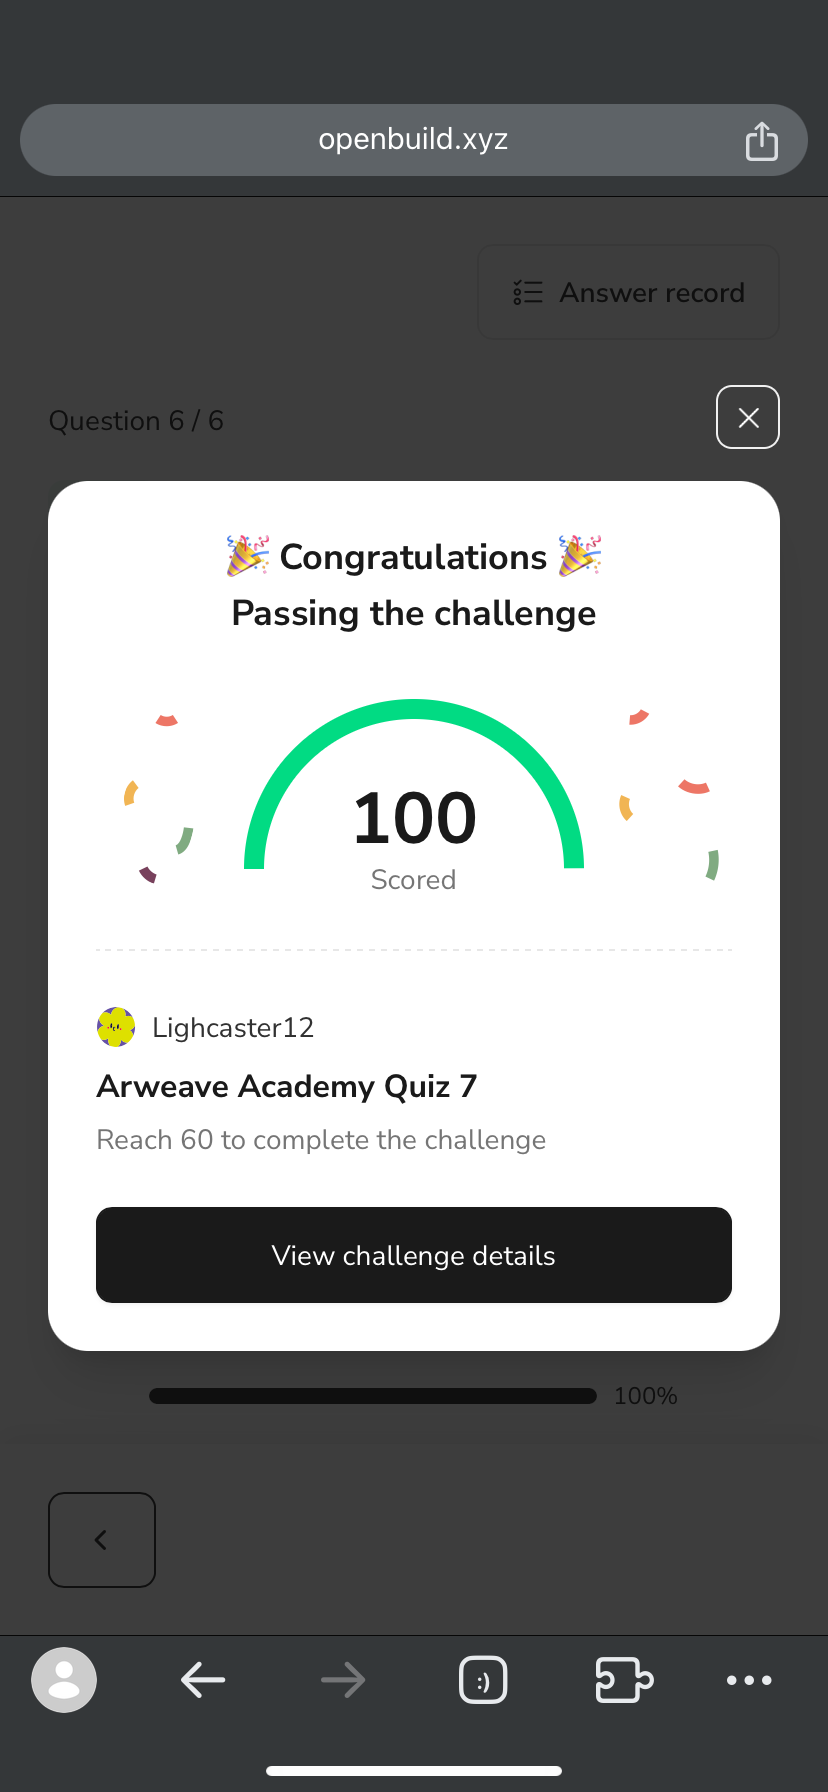 openbuild.xyz
Answer record
Question 6 / 6
🎉 Congratulations 🎉
Passing the challenge
100
Scored
Lighcaster12
Arweave Academy Quiz 7
Reach 60 to complete the challenge
View challenge details
100%
:)